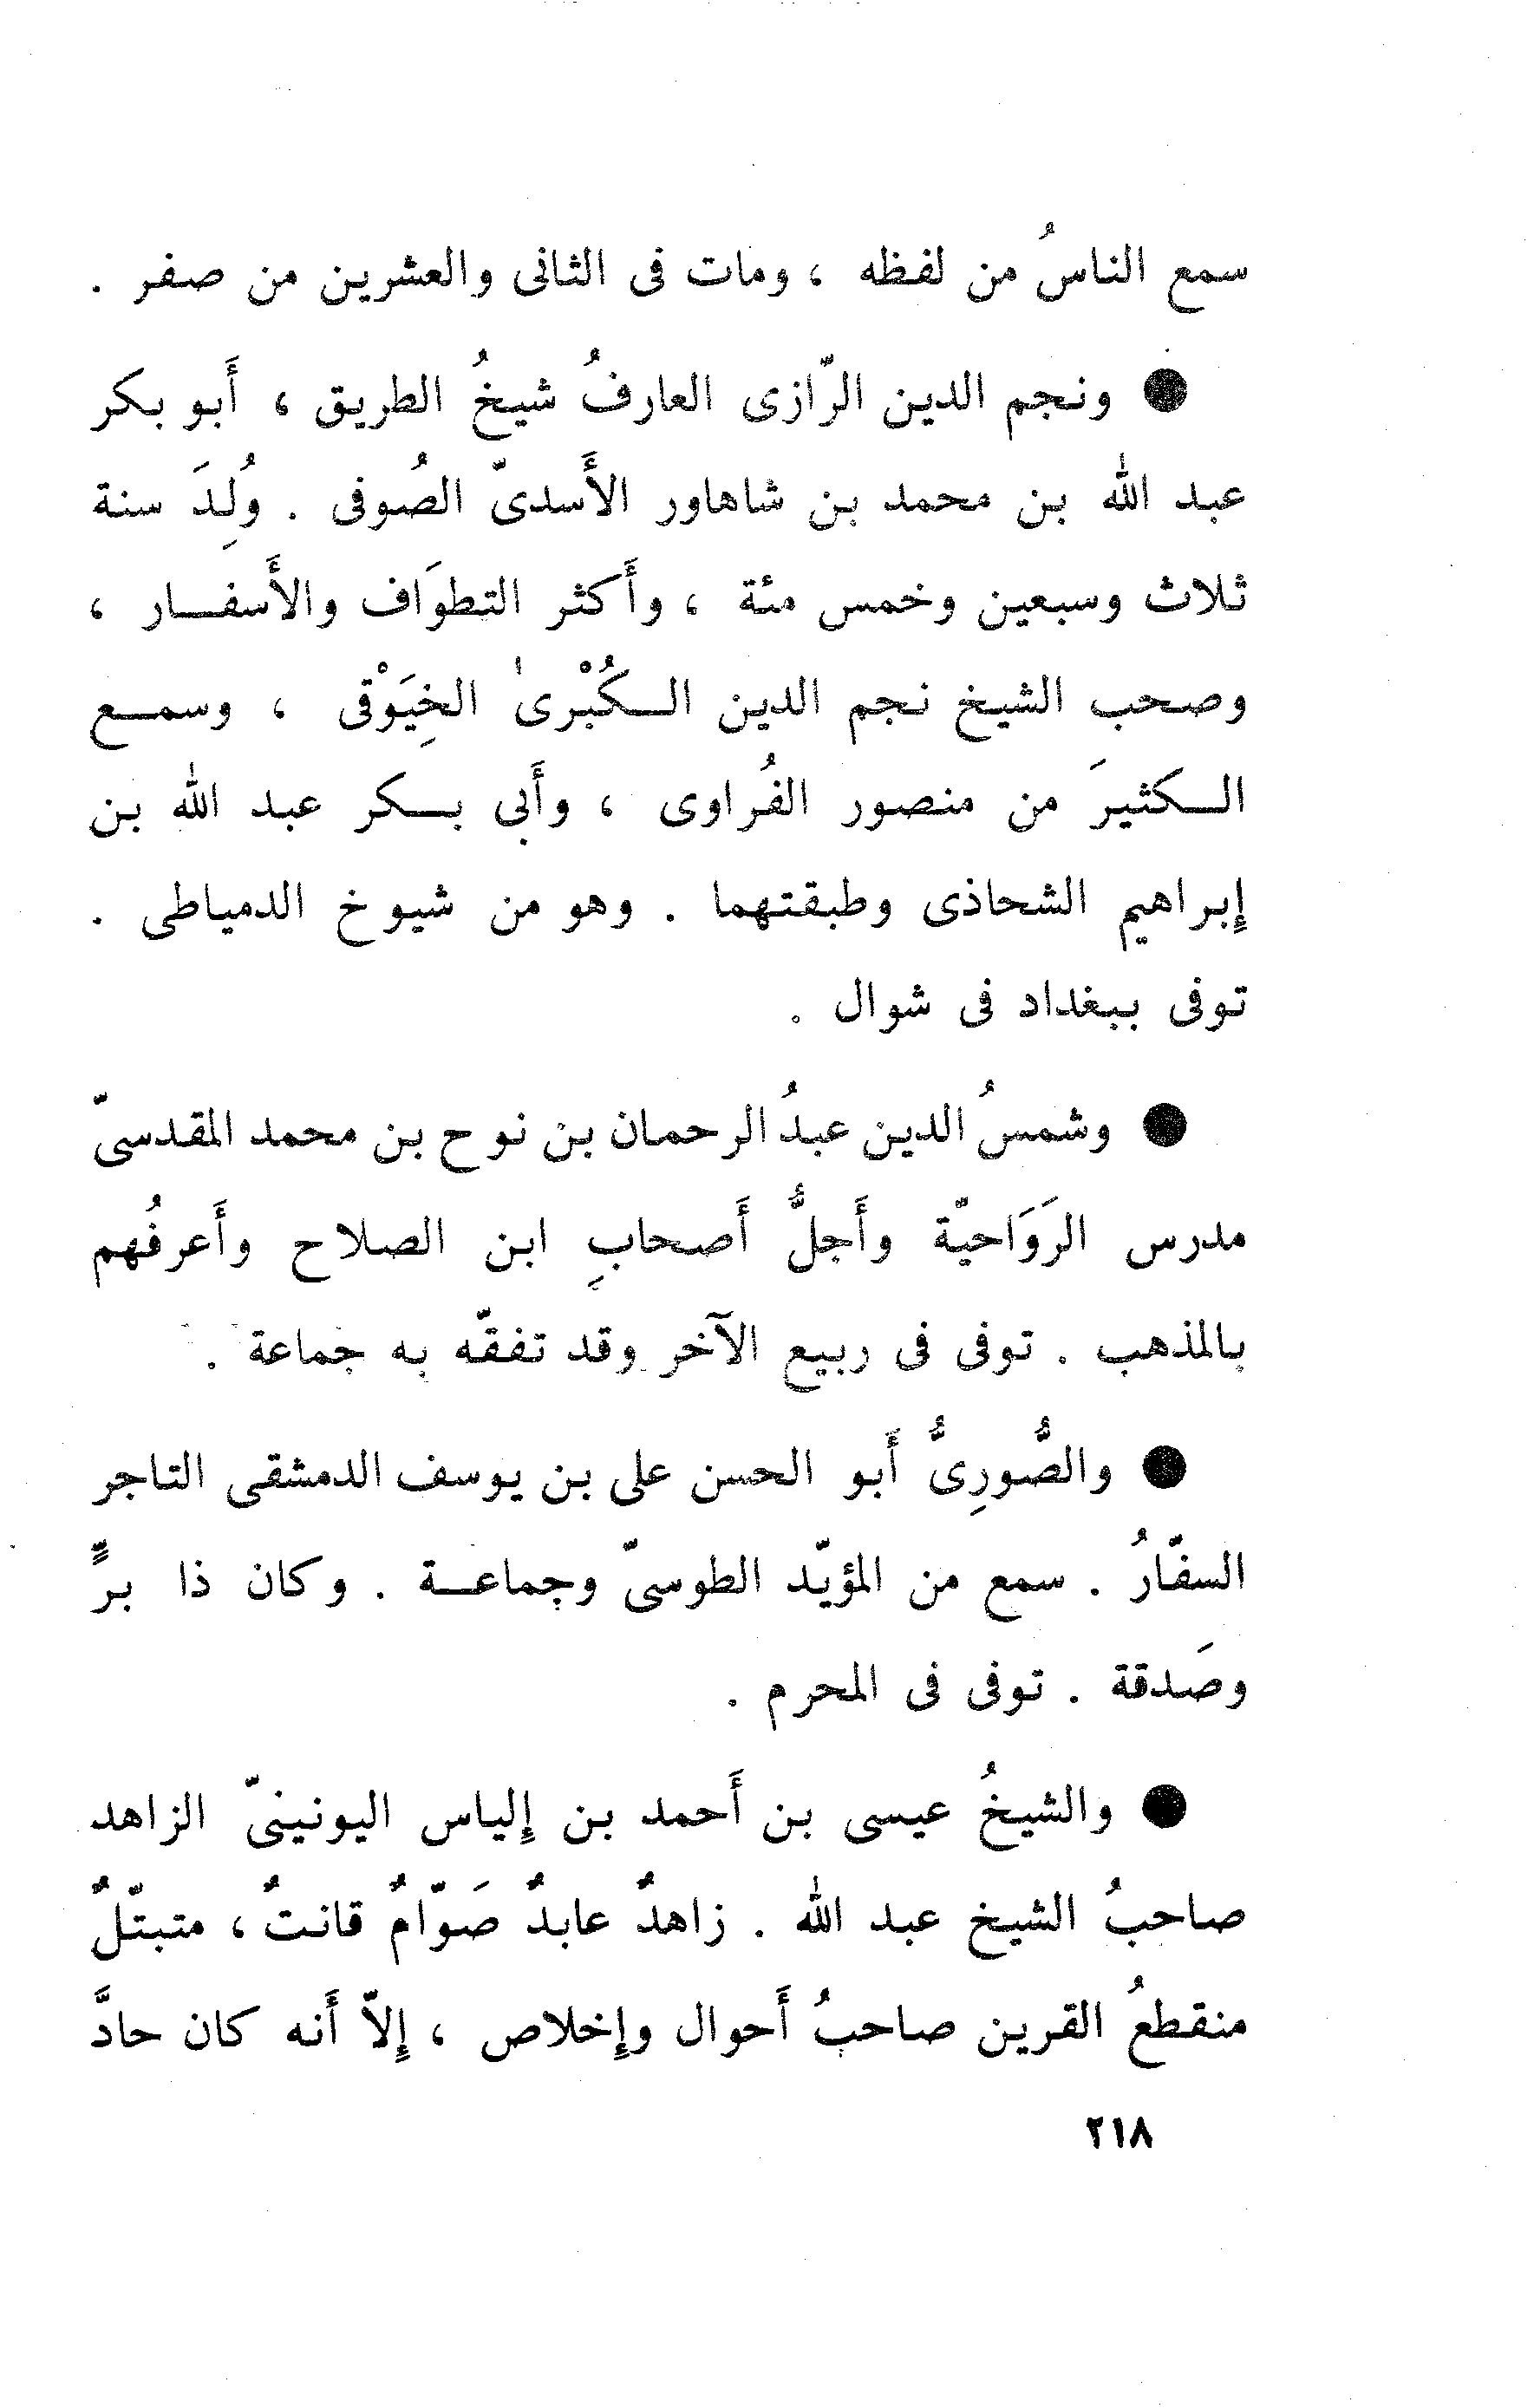 سمع الناسُ من لفظه ، ومات فى الثانى والعشرين من صفر .
● ونجم الدين الرّازى العارفُ شيخُ الطريق ، أَبو بكر
عبد الله بن محمد بن شاهاور الأَسدىّ الصُوفى . وُلِدَ سنة
ثلاث وسبعين وخمس مئة ، وأَكثر التطوَاف والأَسفــار ،
وصحب الشيخ نجم الدين الــكُبْرىٰ الخِيَوْقى ، وسمــع
الــكثيرَ من منصور الفُراوى ، وأَبى بــكر عبد الله بن
إِبراهيم الشحاذى وطبقتهما . وهو من شيوخ الدمياطى .
توفى ببغداد فى شوال .
● وشمسُ الدين عبدُ الرحمان بن نوح بن محمد المقدسىّ
مدرس الرَوَاحيّة وأَجلُّ أَصحابِ ابن الصلاح وأَعرفُهم
بالمذهب . توفى فى ربيع الآخر وقد تفقّه به جماعة .
● والصُّورِىُّ أَبو الحسن على بن يوسف الدمشقى التاجر
السفّارُ . سمع من المؤيّد الطوسىّ وجماعــة . وكان ذا برٍّ
وصَدقة . توفى فى المحرم .
● والشيخُ عيسى بن أَحمد بن إِلياس اليونينىّ الزاهد
صاحبُ الشيخ عبد الله . زاهدٌ عابدٌ صَوّامٌ قانتٌ ، متبتّلٌ
منقطعُ القرين صاحبُ أَحوال وإِخلاص ، إِلاّ أَنه كان حادَّ
٢١٨